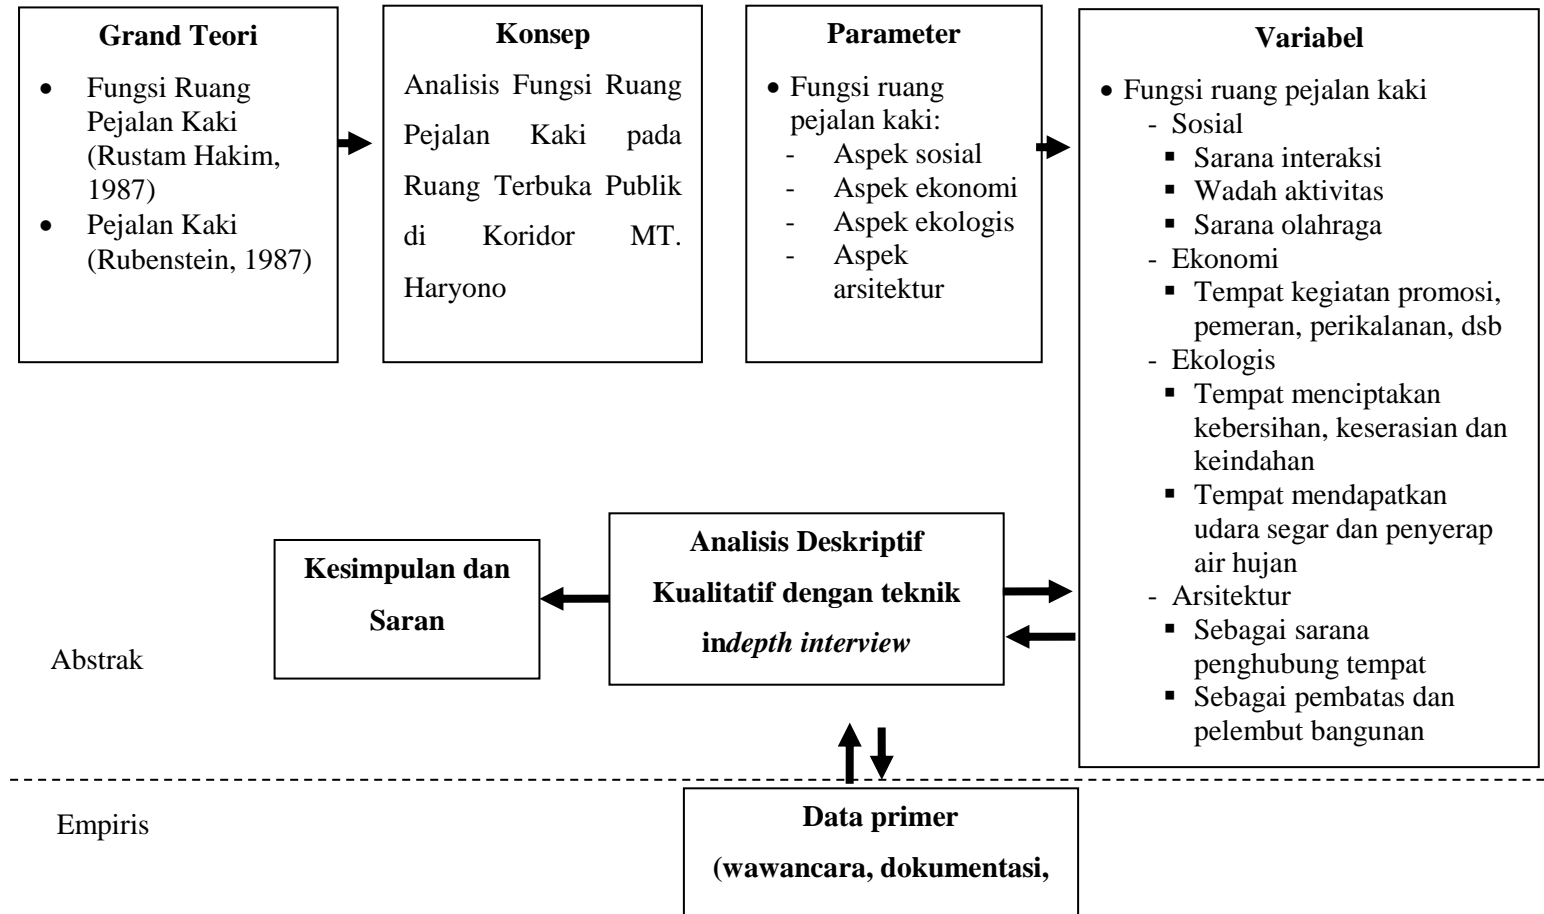 Grand Teori
• Fungsi Ruang
Pejalan Kaki
(Rustam Hakim,
1987)
• Pejalan Kaki
(Rubenstein, 1987)
Konsep
Analisis Fungsi Ruang
Pejalan Kaki pada
Ruang Terbuka Publik
di Koridor MT.
Haryono
Parameter
• Fungsi ruang
pejalan kaki:
- Aspek sosial
- Aspek ekonomi
- Aspek ekologis
- Aspek
arsitektur
Variabel
• Fungsi ruang pejalan kaki
- Sosial
▪ Sarana interaksi
▪ Wadah aktivitas
▪ Sarana olahraga
- Ekonomi
▪ Tempat kegiatan promosi,
pemeran, perikalanan, dsb
- Ekologis
▪ Tempat menciptakan
kebersihan, keserasian dan
keindahan
▪ Tempat mendapatkan
udara segar dan penyerap
air hujan
- Arsitektur
▪ Sebagai sarana
penghubung tempat
▪ Sebagai pembatas dan
pelembut bangunan
Analisis Deskriptif
Kualitatif dengan teknik
indepth interview
Kesimpulan dan
Saran
Abstrak
Empiris
Data primer
(wawancara, dokumentasi,